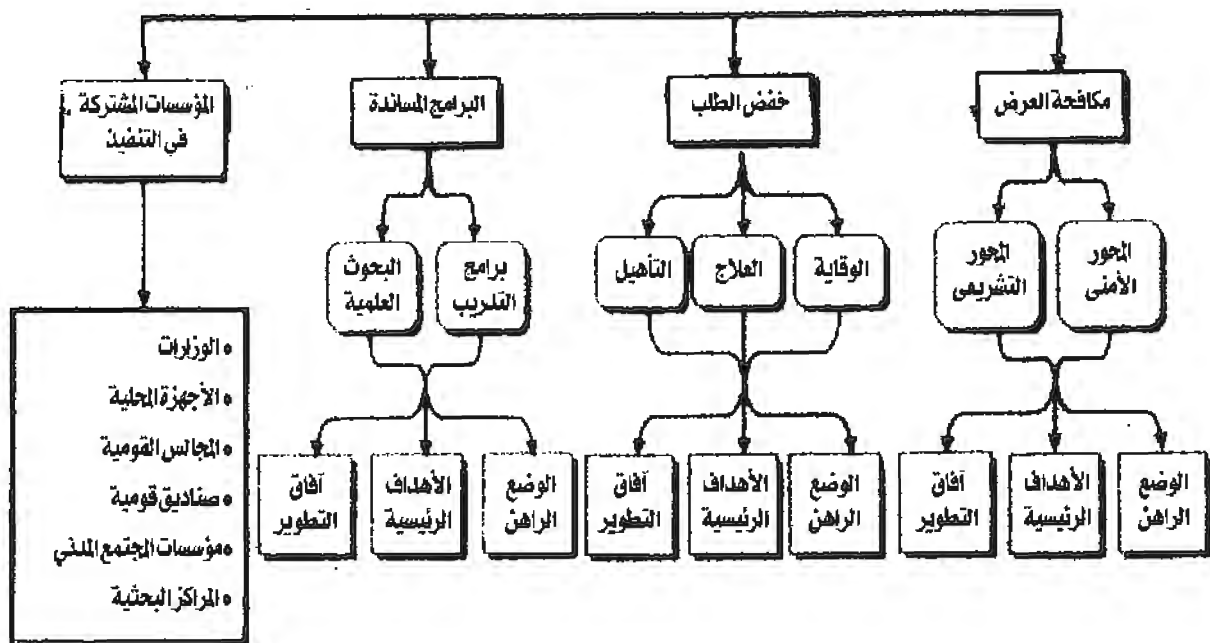 مكافحة العرض
خفض الطلب
البرامج المساندة
المؤسسات المشتركة
في التنفيذ
المحور
الأمنى
المحور
التشريعى
الوقاية
العلاج
التأهيل
برامج
التدريب
البحوث
العلمية
الوضع
الراهن
الأهداف
الرئيسية
آفاق
التطوير
الوضع
الراهن
الأهداف
الرئيسية
آفاق
التطوير
الوضع
الراهن
الأهداف
الرئيسية
آفاق
التطوير
• الوزارات
• الأجهزة المحلية
• المجالس القومية
• صناديق قومية
• مؤسسات المجتمع المدني
• المراكز البحثية